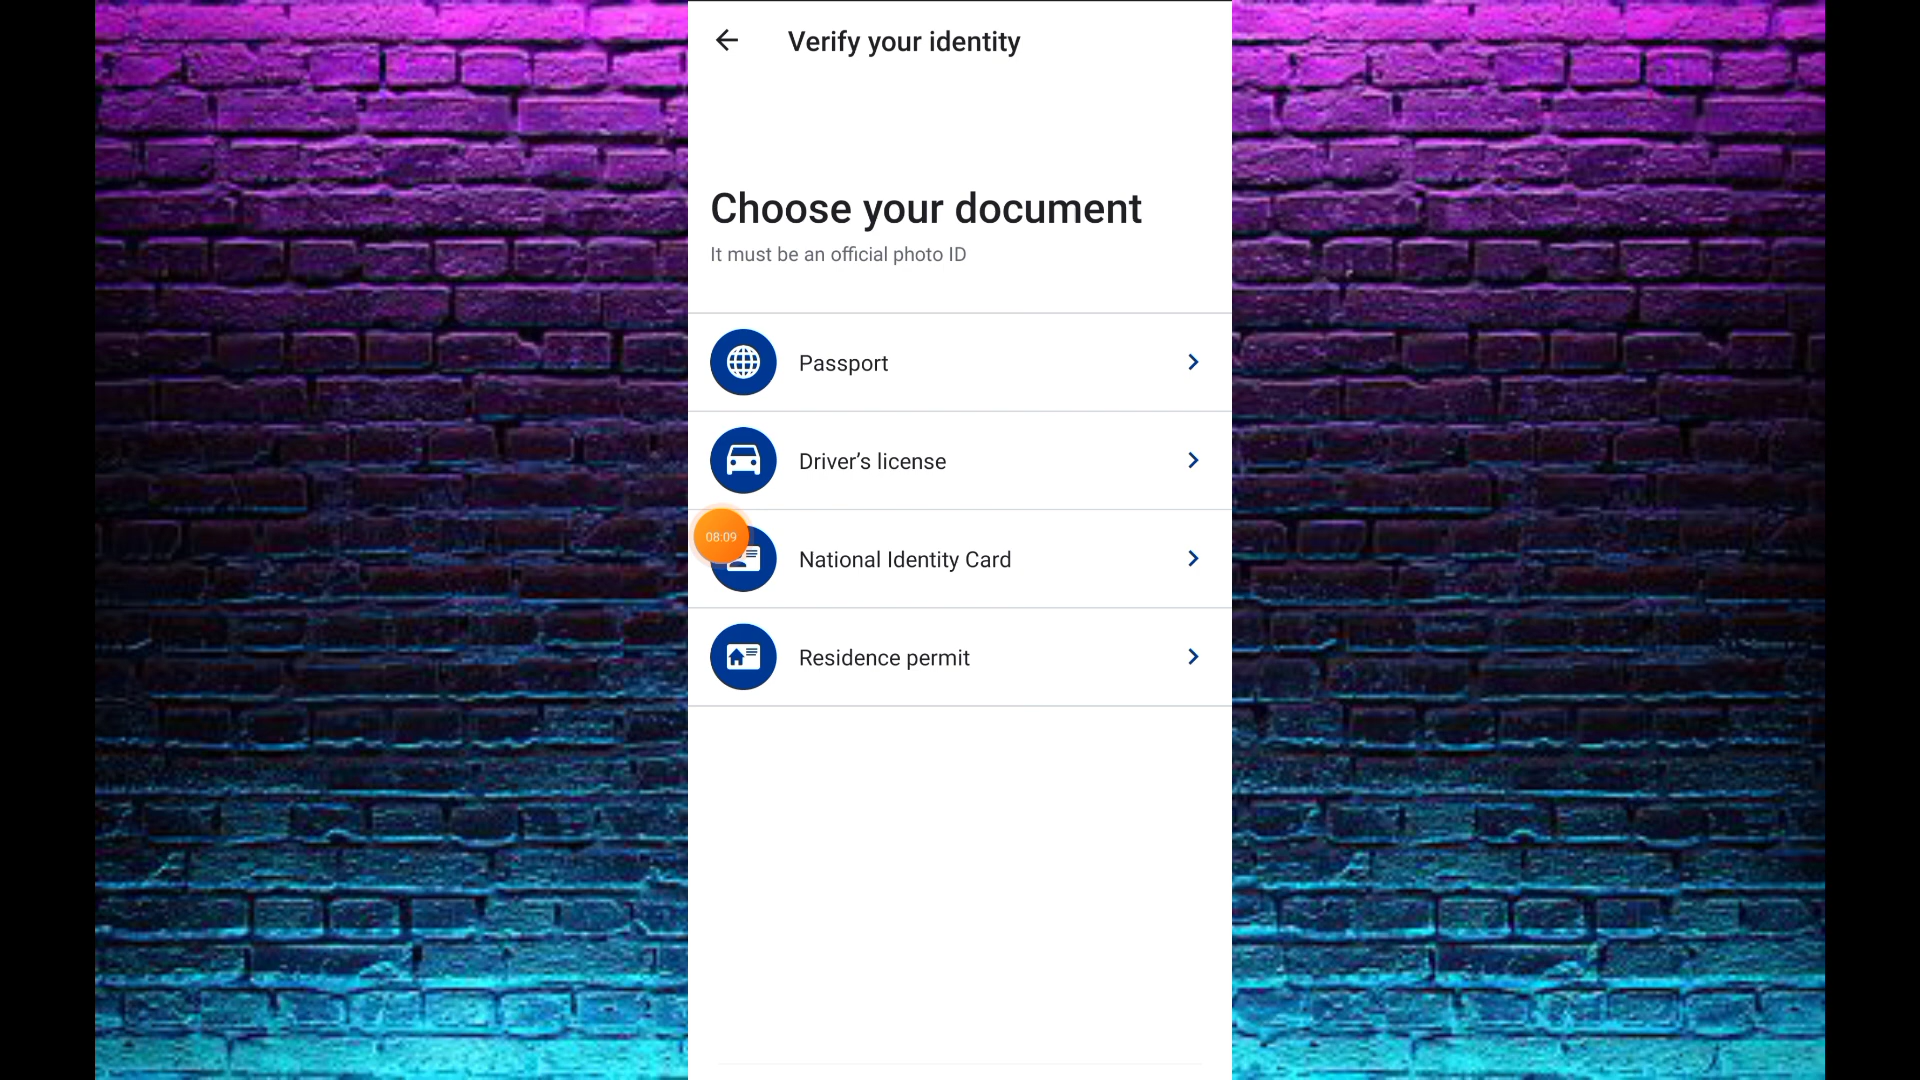 Verify your identity
Choose your document
It must be an official photo ID
Passport
Driver’s license
08:09
National Identity Card
Residence permit